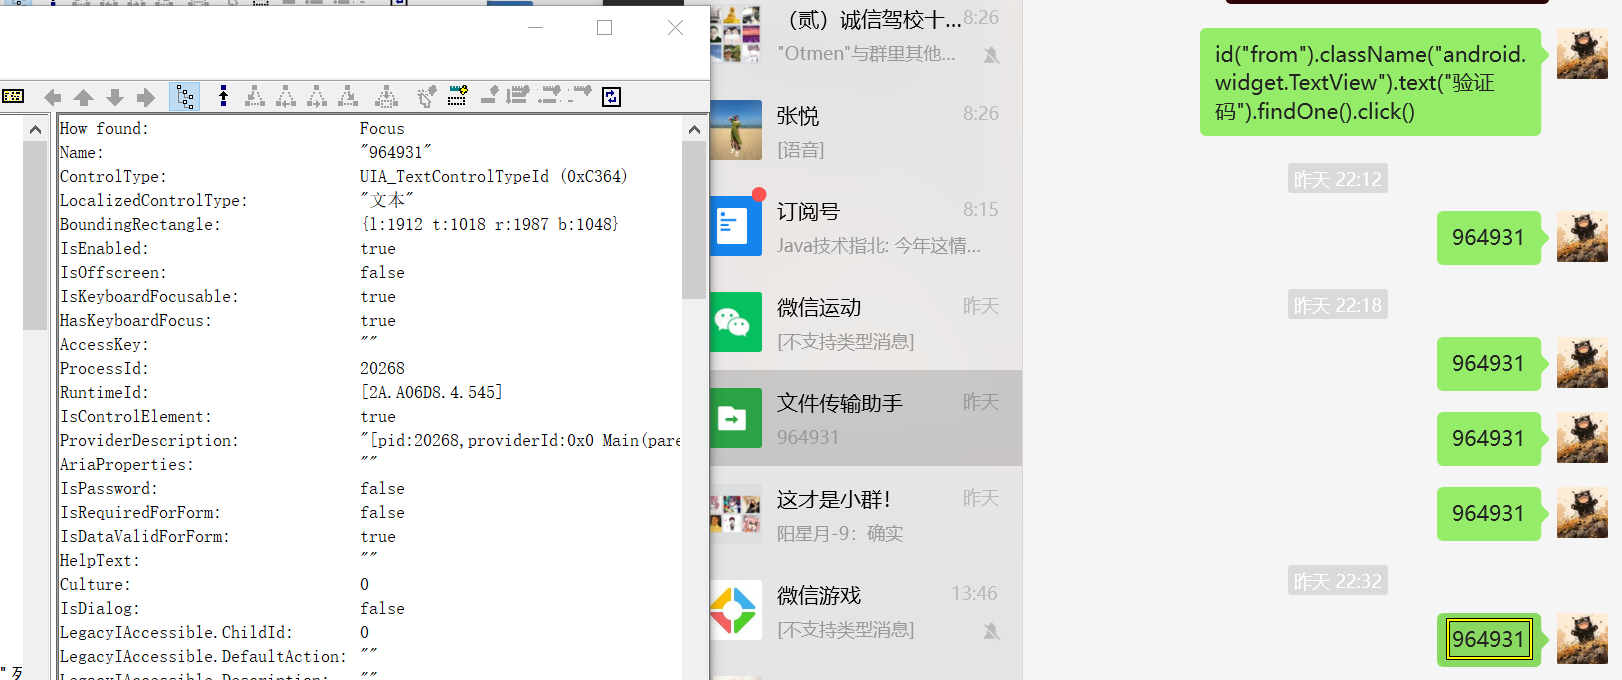 How found: Focus
Name: "964931"
ControlType: UIA_TextControlTypeId (0xC364)
LocalizedControlType: "文本"
BoundingRectangle: {l:1912 t:1018 r:1987 b:1048}
IsEnabled: true
IsOffscreen: false
IsKeyboardFocusable: true
HasKeyboardFocus: true
AccessKey: ""
ProcessId: 20268
RuntimeId: [2A.A06D8.4.545]
IsControlElement: true
ProviderDescription: "[pid:20268,providerId:0x0 Main(pare
AriaProperties: ""
IsPassword: false
IsRequiredForForm: false
IsDataValidForForm: true
HelpText: ""
Culture: 0
IsDialog: false
LegacyIAccessible.ChildId: 0
LegacyIAccessible.DefaultAction: ""
LegacyIAccessible.Description: ""
（贰）诚信驾校十... 8:26
"Otmen"与群里其他...
张悦 8:26
[语音]
订阅号 8:15
Java技术指北: 今年这情...
微信运动 昨天
[不支持类型消息]
文件传输助手 昨天
964931
这才是小群！ 昨天
阳星月-9：确实
微信游戏 13:46
[不支持类型消息]
id("from").className("android.
widget.TextView").text("验证
码").findOne().click()
昨天 22:12
964931
昨天 22:18
964931
964931
964931
昨天 22:32
964931